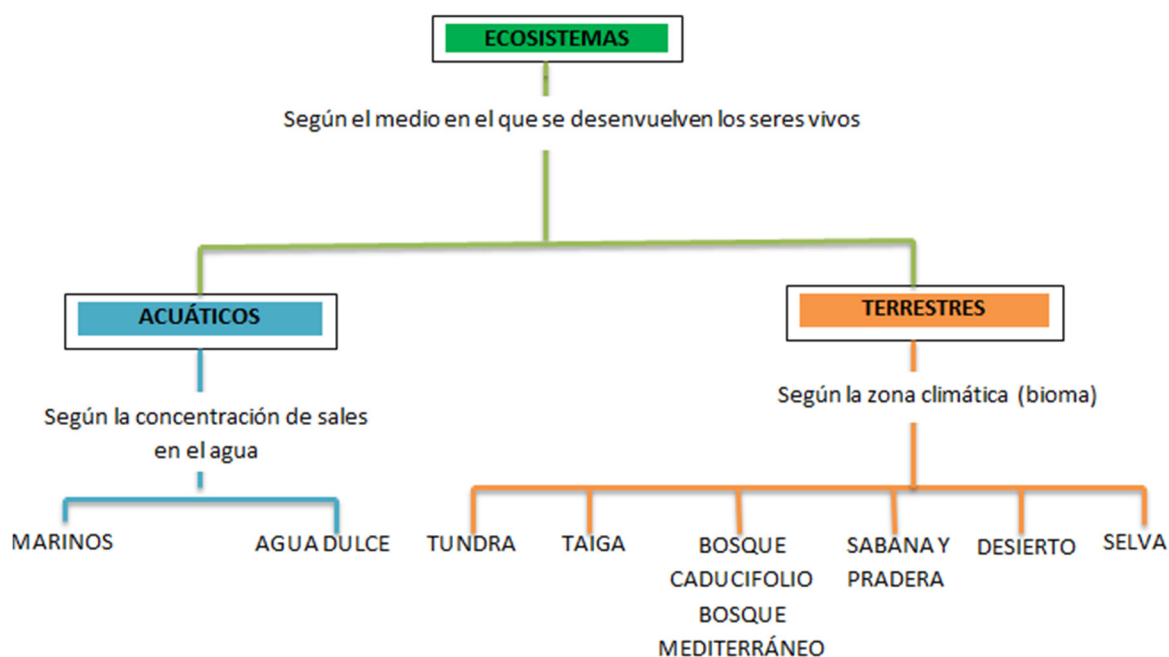 ECOSISTEMAS
Según el medio en el que se desenvuelven los seres vivos
ACUÁTICOS
TERRESTRES
Según la concentración de sales
en el agua
Según la zona climática (bioma)
MARINOS
AGUA DULCE
TUNDRA
TAIGA
BOSQUE
CADUCIFOLIO
BOSQUE
MEDITERRÁNEO
SABANA Y
PRADERA
DESIERTO
SELVA